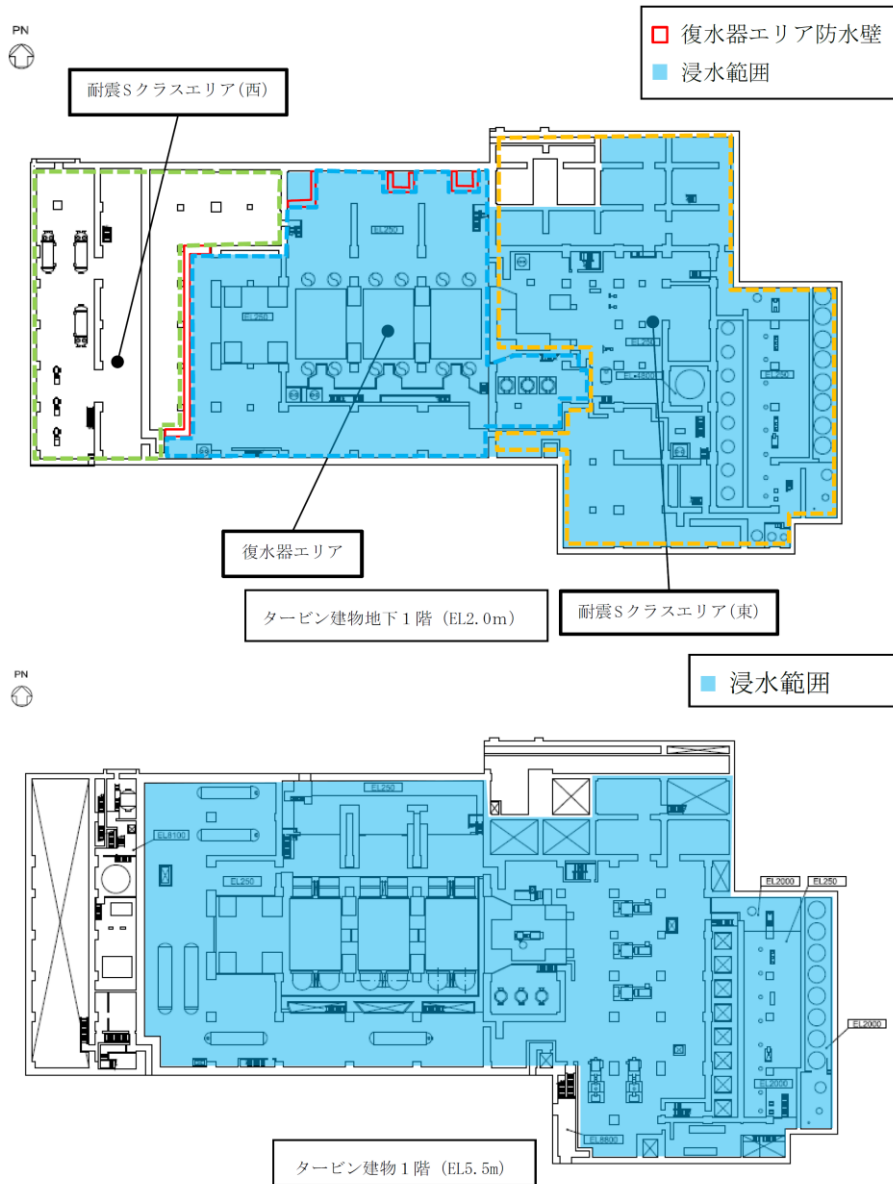 PN
復水器エリア防水壁
浸水範囲
耐震Sクラスエリア(西)
EL250
EL250
EL250
EL250
復水器エリア
タービン建物地下1階 (EL2.0m)
耐震Sクラスエリア(東)
PN
浸水範囲
EL250
EL8100
EL250
EL2000
EL250
EL2000
EL2000
EL8800
タービン建物1階 (EL5.5m)